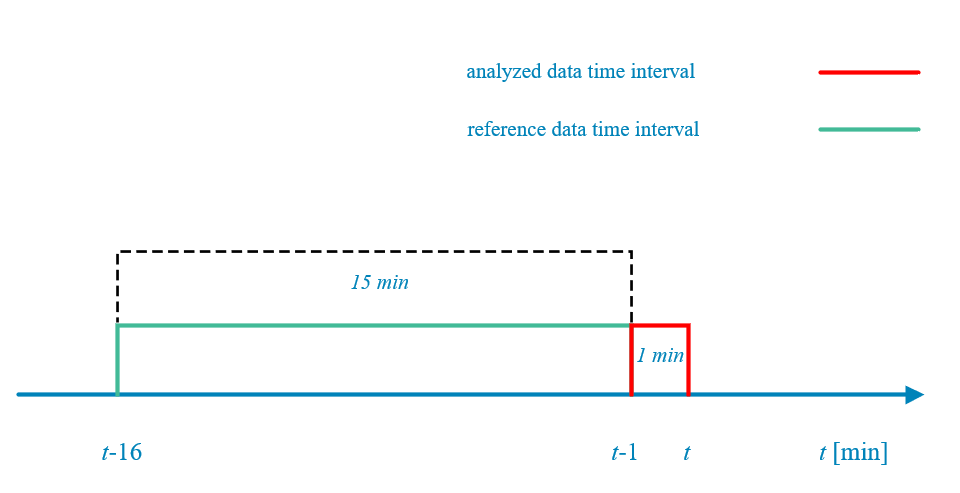 analyzed data time interval
reference data time interval
15 min
1 min
t-16
t-1
t
t [min]